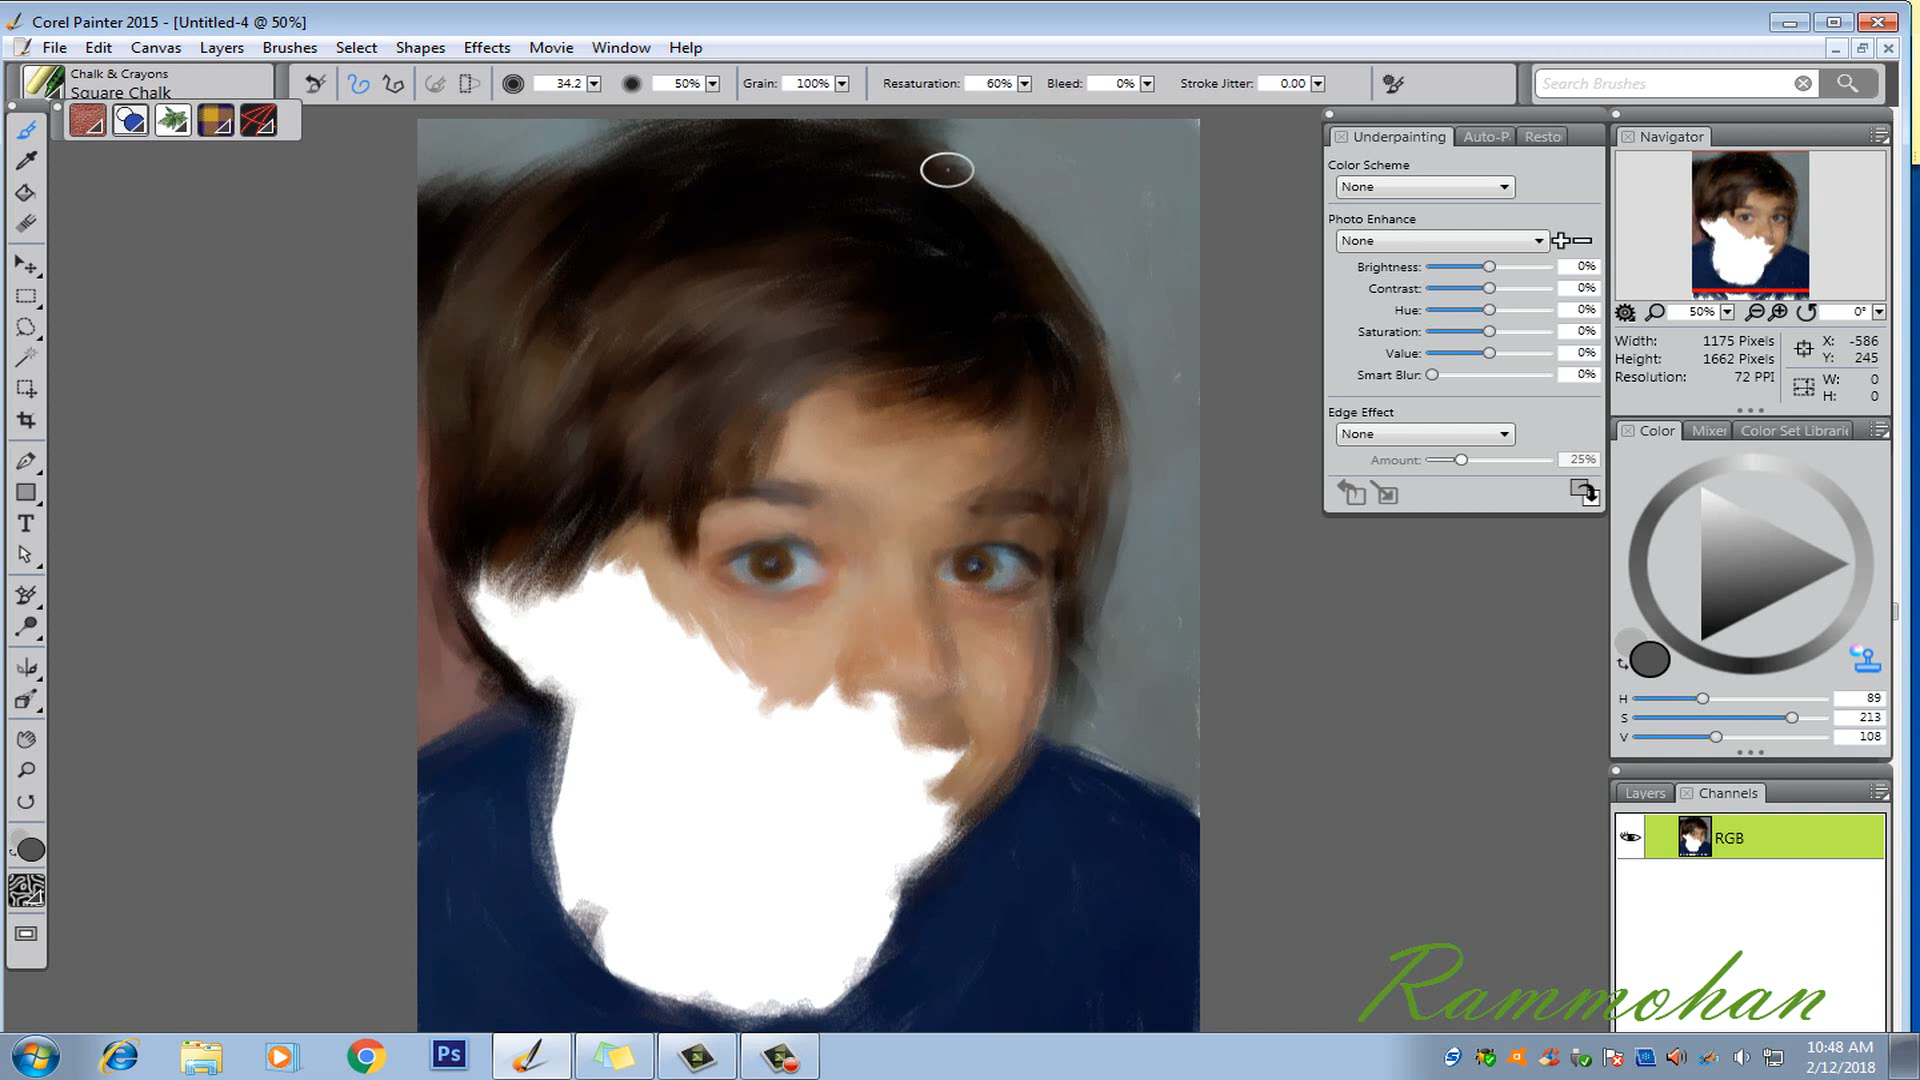 Corel Painter 2015 - [Untitled-4 @ 50%]
File Edit Canvas Layers Brushes Select Shapes Effects Movie Window Help
Chalk & Crayons
Square Chalk
34.2 50% Grain: 100% Resaturation: 60% Bleed: 0% Stroke Jitter: 0.00
Search Brushes
Underpainting Auto-P. Resto
Color Scheme
None
Photo Enhance
None
Brightness: 0%
Contrast: 0%
Hue: 0%
Saturation: 0%
Value: 0%
Smart Blur: 0%
Edge Effect
None
Amount: 25%
Navigator
50% 0°
Width: 1175 Pixels X: -586
Height: 1662 Pixels Y: 245
Resolution: 72 PPI W: 0
H: 0
Color Mixer Color Set Librarie
H 89
S 213
V 108
Layers Channels
RGB
T
Rammohan
Ps
10:48 AM
2/12/2018